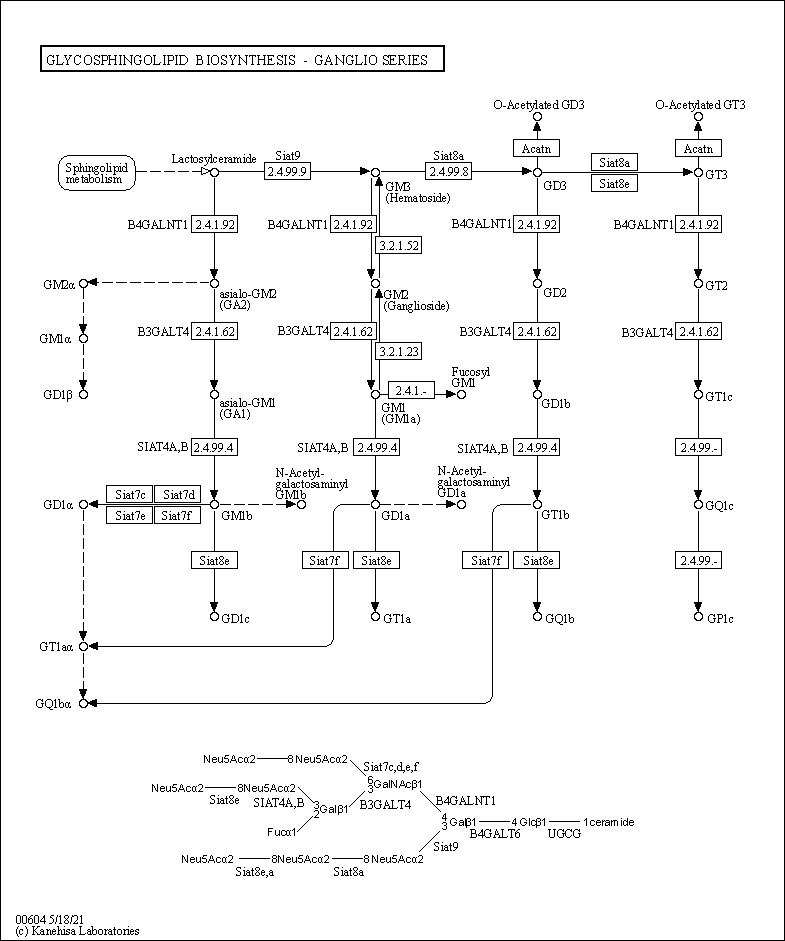 GLYCOSPHINGOLIPID BIOSYNTHESIS - GANGLIO SERIES
O-Acetylated GD3
O-Acetylated GT3
Acatn
Acatn
Sphingolipid
metabolism
Lactosylceramide
Siat9
2.4.99.9
Siat8a
2.4.99.8
Siat8a
Siat8e
GM3
(Hematoside)
GD3
GT3
B4GALNT1
2.4.1.92
B4GALNT1
2.4.1.92
B4GALNT1
2.4.1.92
B4GALNT1
2.4.1.92
3.2.1.52
GM2α
asialo-GM2
(GA2)
GM2
(Ganglioside)
GD2
GT2
GM1α
B3GALT4
2.4.1.62
B3GALT4
2.4.1.62
B3GALT4
2.4.1.62
B3GALT4
2.4.1.62
3.2.1.23
GD1β
asialo-GM1
(GA1)
2.4.1.-
Fucosyl
GM1
GM1
(GM1a)
GD1b
GT1c
SIAT4A,B
2.4.99.4
SIAT4A,B
2.4.99.4
SIAT4A,B
2.4.99.4
2.4.99.-
N-Acetyl-
galactosaminyl
GM1b
N-Acetyl-
galactosaminyl
GD1a
GD1α
Siat7c
Siat7d
Siat7e
Siat7f
GM1b
GD1a
GT1b
GQ1c
Siat8e
Siat7f
Siat8e
Siat7f
Siat8e
2.4.99.-
GD1c
GT1a
GQ1b
GP1c
GT1aα
GQ1bα
Neu5Acα2
8
Neu5Acα2
Siat7c,d,e,f
6
3
GalNAcβ1
Neu5Acα2
8Neu5Acα2
Siat8e
SIAT4A,B
3
2
Galβ1
B3GALT4
B4GALNT1
Fucα1
4
3
Galβ1
4
Glcβ1
1ceramide
B4GALT6
UGCG
Siat9
Neu5Acα2
8Neu5Acα2
8
Neu5Acα2
Siat8e,a
Siat8a
00604 5/18/21
(c) Kanehisa Laboratories